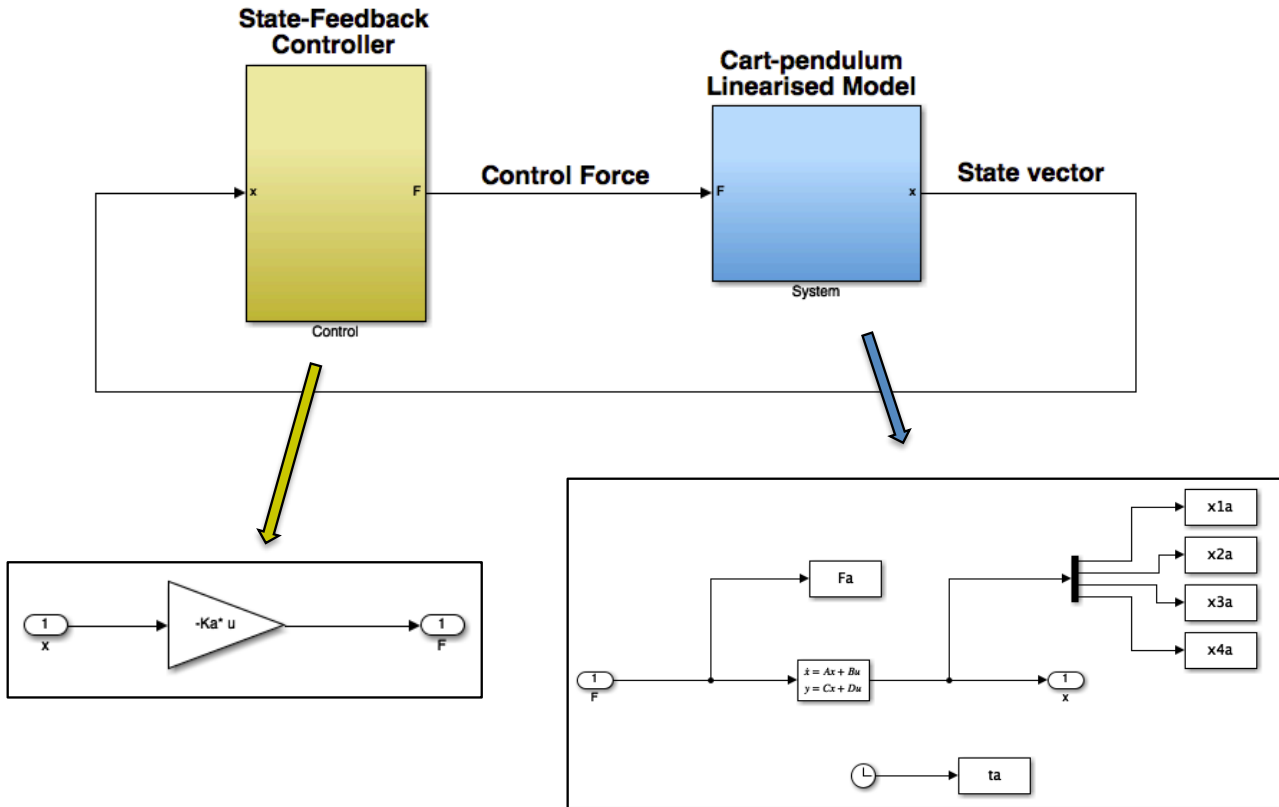 State-Feedback
Controller
Cart-pendulum
Linearised Model
x
F
Control Force
F
x
State vector
System
Control
x1a
x2a
Fa
x3a
1
-Ka* u
1
x
F
x4a
1
ẋ = Ax + Bu
y = Cx + Du
1
F
x
ta